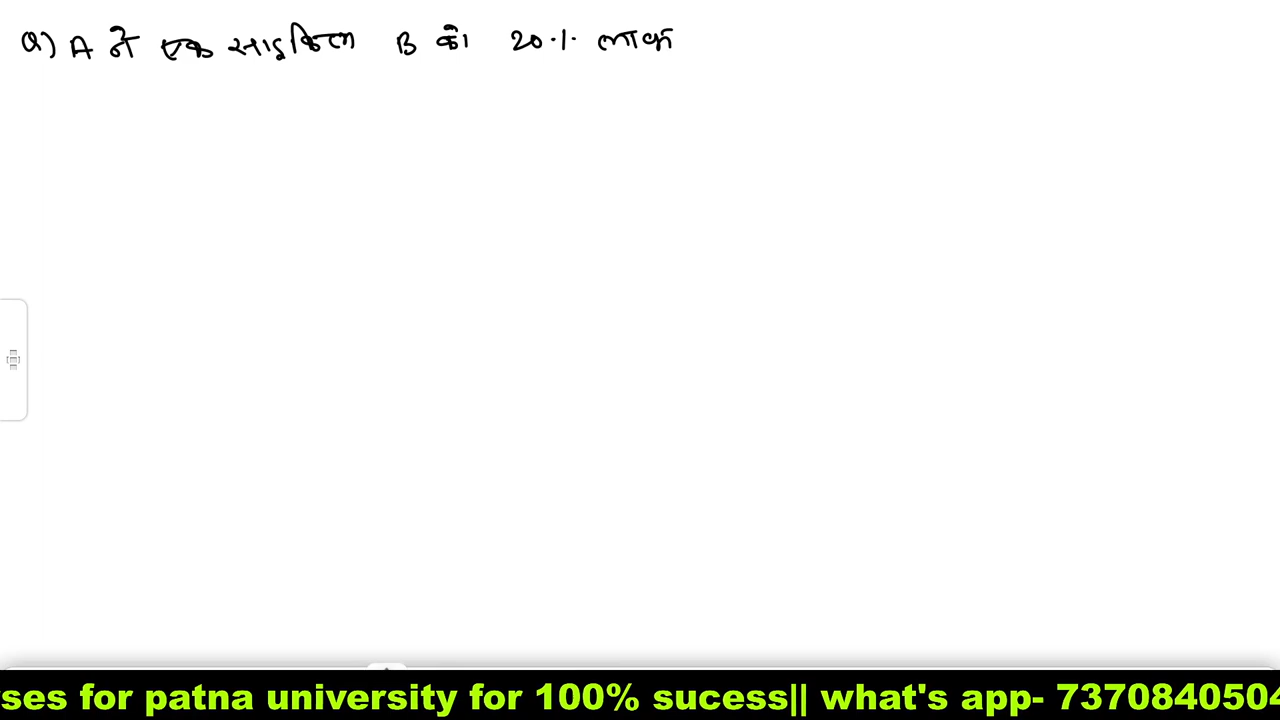 Q) A ने एक साइकिल B को 20% लाभ
ses for patna university for 100% sucess|| what's app- 7370840504